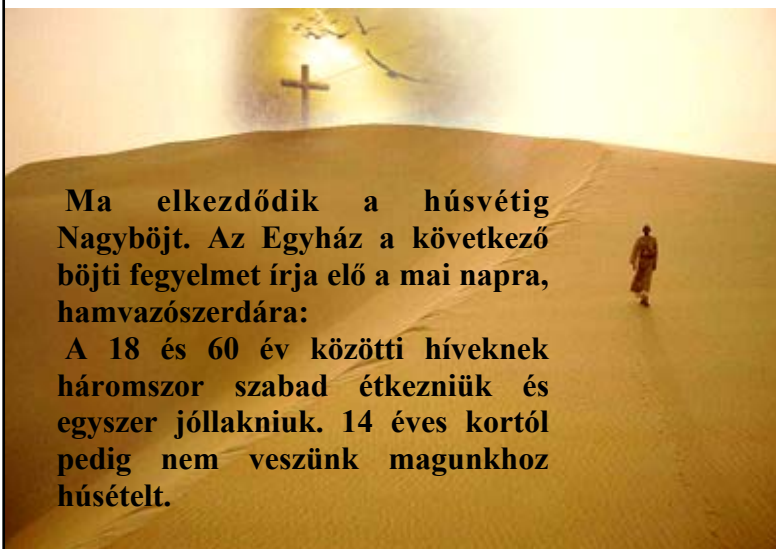 Ma elkezdődik a húsvétig
Nagyböjt. Az Egyház a következő
böjti fegyelmet írja elő a mai napra,
hamvazószerdára:
A 18 és 60 év közötti híveknek
háromszor szabad étkezniük és
egyszer jóllakniuk. 14 éves kortól
pedig nem veszünk magunkhoz
húsételt.